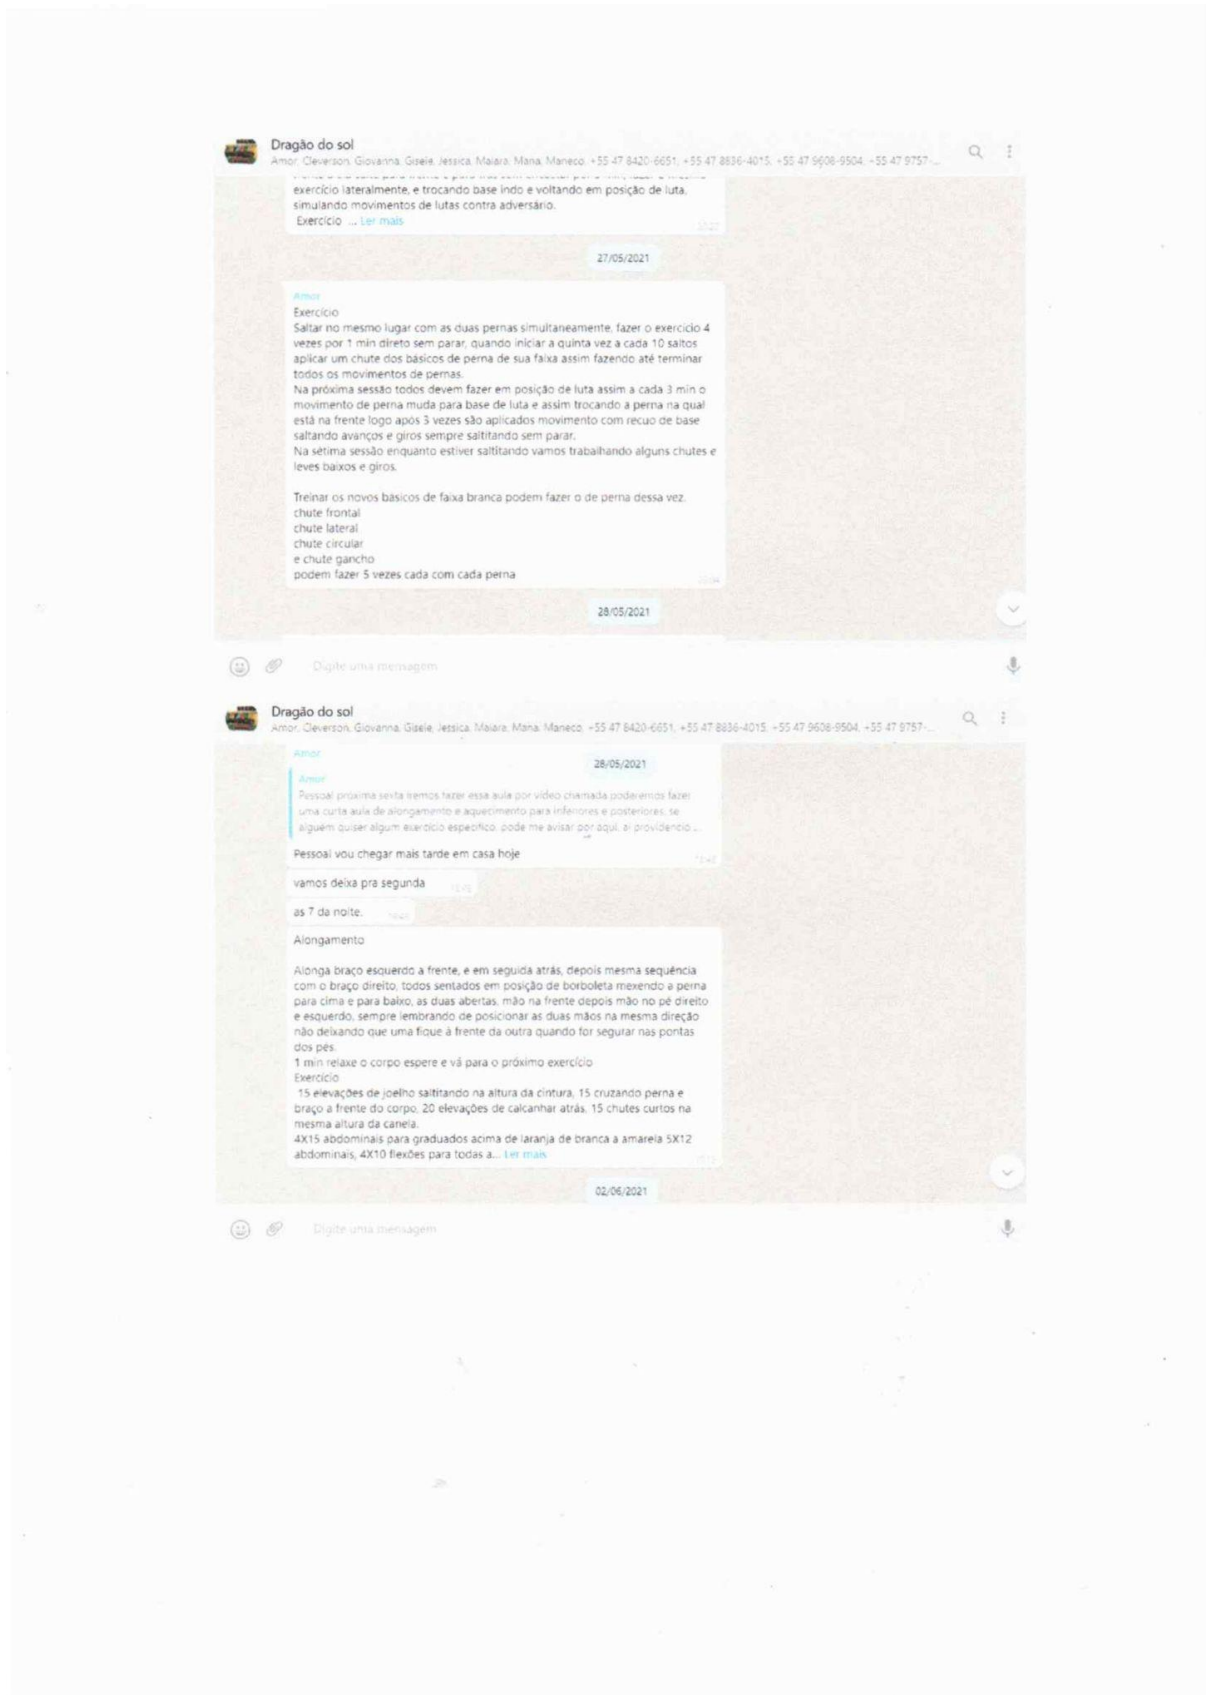 Dragão do sol
Amor, Cleverson, Giovanna, Gisele, Jessica, Maiara, Mana, Maneco, +55 47 8420-6651, +55 47 8836-4015, +55 47 9608-9504, +55 47 9757-...
exercício lateralmente, e trocando base indo e voltando em posição de luta,
simulando movimentos de lutas contra adversário.
Exercício ... Ler mais
27/05/2021
Amor
Exercício
Saltar no mesmo lugar com as duas pernas simultaneamente, fazer o exercício 4
vezes por 1 min direto sem parar, quando iniciar a quinta vez a cada 10 saltos
aplicar um chute dos básicos de perna de sua faixa assim fazendo até terminar
todos os movimentos de pernas.
Na próxima sessão todos devem fazer em posição de luta assim a cada 3 min o
movimento de perna muda para base de luta e assim trocando a perna na qual
está na frente logo após 3 vezes são aplicados movimento com recuo de base
saltando avanços e giros sempre saltitando sem parar.
Na sétima sessão enquanto estiver saltitando vamos trabalhando alguns chutes e
leves baixos e giros.
Treinar os novos básicos de faixa branca podem fazer o de perna dessa vez.
chute frontal
chute lateral
chute circular
e chute gancho
podem fazer 5 vezes cada com cada perna
28/05/2021
Digite uma mensagem
Dragão do sol
Amor, Cleverson, Giovanna, Gisele, Jessica, Maiara, Mana, Maneco, +55 47 8420-6651, +55 47 8836-4015, +55 47 9608-9504, +55 47 9757-...
Amor
28/05/2021
Amor
Pessoal próxima sexta iremos fazer essa aula por vídeo chamada poderemos fazer
uma curta aula de alongamento e aquecimento para inferiores e posteriores, se
alguém quiser algum exercício específico, pode me avisar por aqui, aí providencio...
Pessoal vou chegar mais tarde em casa hoje
vamos deixa pra segunda
as 7 da noite.
Alongamento
Alonga braço esquerdo a frente, e em seguida atrás, depois mesma sequência
com o braço direito, todos sentados em posição de borboleta mexendo a perna
para cima e para baixo, as duas abertas, mão na frente depois mão no pé direito
e esquerdo, sempre lembrando de posicionar as duas mãos na mesma direção
não deixando que uma fique à frente da outra quando for segurar nas pontas
dos pés.
1 min relaxe o corpo espere e vá para o próximo exercício
Exercício
15 elevações de joelho saltitando na altura da cintura, 15 cruzando perna e
braço a frente do corpo, 20 elevações de calcanhar atrás, 15 chutes curtos na
mesma altura da canela.
4X15 abdominais para graduados acima de laranja de branca a amarela 5X12
abdominais, 4X10 flexões para todas a... Ler mais
02/06/2021
Digite uma mensagem